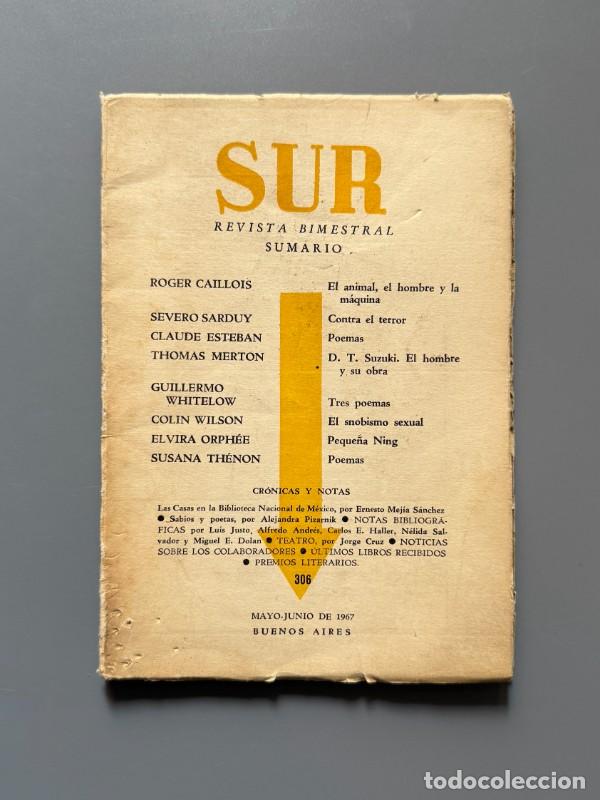 SUR
REVISTA BIMESTRAL
SUMARIO
ROGER CAILLOIS El animal, el hombre y la
máquina
SEVERO SARDUY Contra el terror
CLAUDE ESTEBAN Poemas
THOMAS MERTON D. T. Suzuki. El hombre
y su obra
GUILLERMO
WHITELOW Tres poemas
COLIN WILSON El snobismo sexual
ELVIRA ORPHÉE Pequeña Ning
SUSANA THÉNON Poemas
CRÓNICAS Y NOTAS
Las Casas en la Biblioteca Nacional de México, por Ernesto Mejía Sánchez
● Sabios y poetas, por Alejandra Pizarnik ● NOTAS BIBLIOGRÁ-
FICAS por Luis Justo, Alfredo Andrés, Carlos E. Haller, Nélida Sal-
vador y Miguel E. Dolan ● TEATRO, por Jorge Cruz ● NOTICIAS
SOBRE LOS COLABORADORES ● ÚLTIMOS LIBROS RECIBIDOS
● PREMIOS LITERARIOS.
306
MAYO-JUNIO DE 1967
BUENOS AIRES
todocoleccion